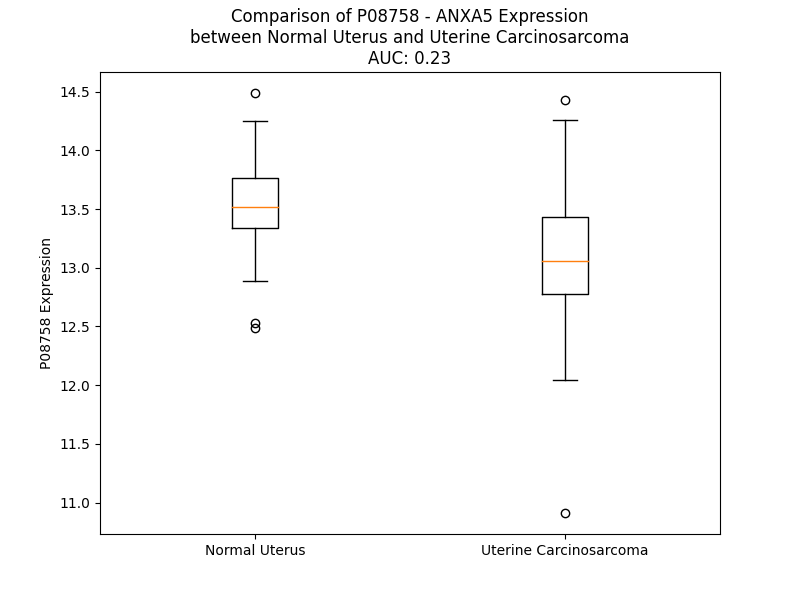 Comparison of P08758 - ANXA5 Expression
between Normal Uterus and Uterine Carcinosarcoma
AUC: 0.23
14.5
14.0
13.5
13.0
12.5
12.0
11.5
11.0
P08758 Expression
Normal Uterus
Uterine Carcinosarcoma